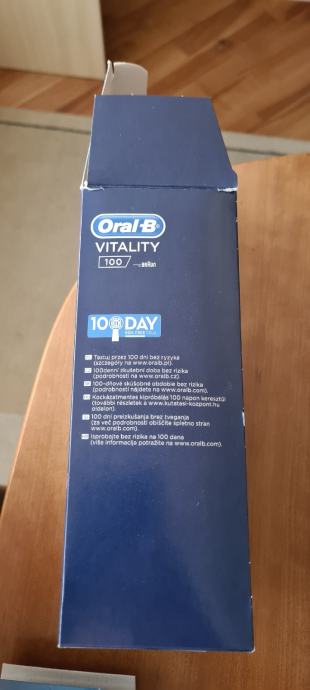 Oral-B
VITALITY
100 BRAUN
100 DAY
RISK FREE TRIAL
Testuj przez 100 dni bez ryzyka
(szczegóły na www.oralb.pl).
100denní zkušební doba bez rizika
(podrobnosti na www.oralb.cz).
100-dňové skúšobné obdobie bez rizika
(podrobnosti nájdete na www.oralb.com).
Kockázatmentes kipróbálás 100 napon keresztül
(további részletek a www.kutatasi-kozpont.hu
oldalon).
100 dni preizkušanja brez tveganja
(za več podrobnosti obiščite spletno stran
www.oralb.com).
Isprobajte bez rizika na 100 dana
(više informacija potražite na www.oralb.com).